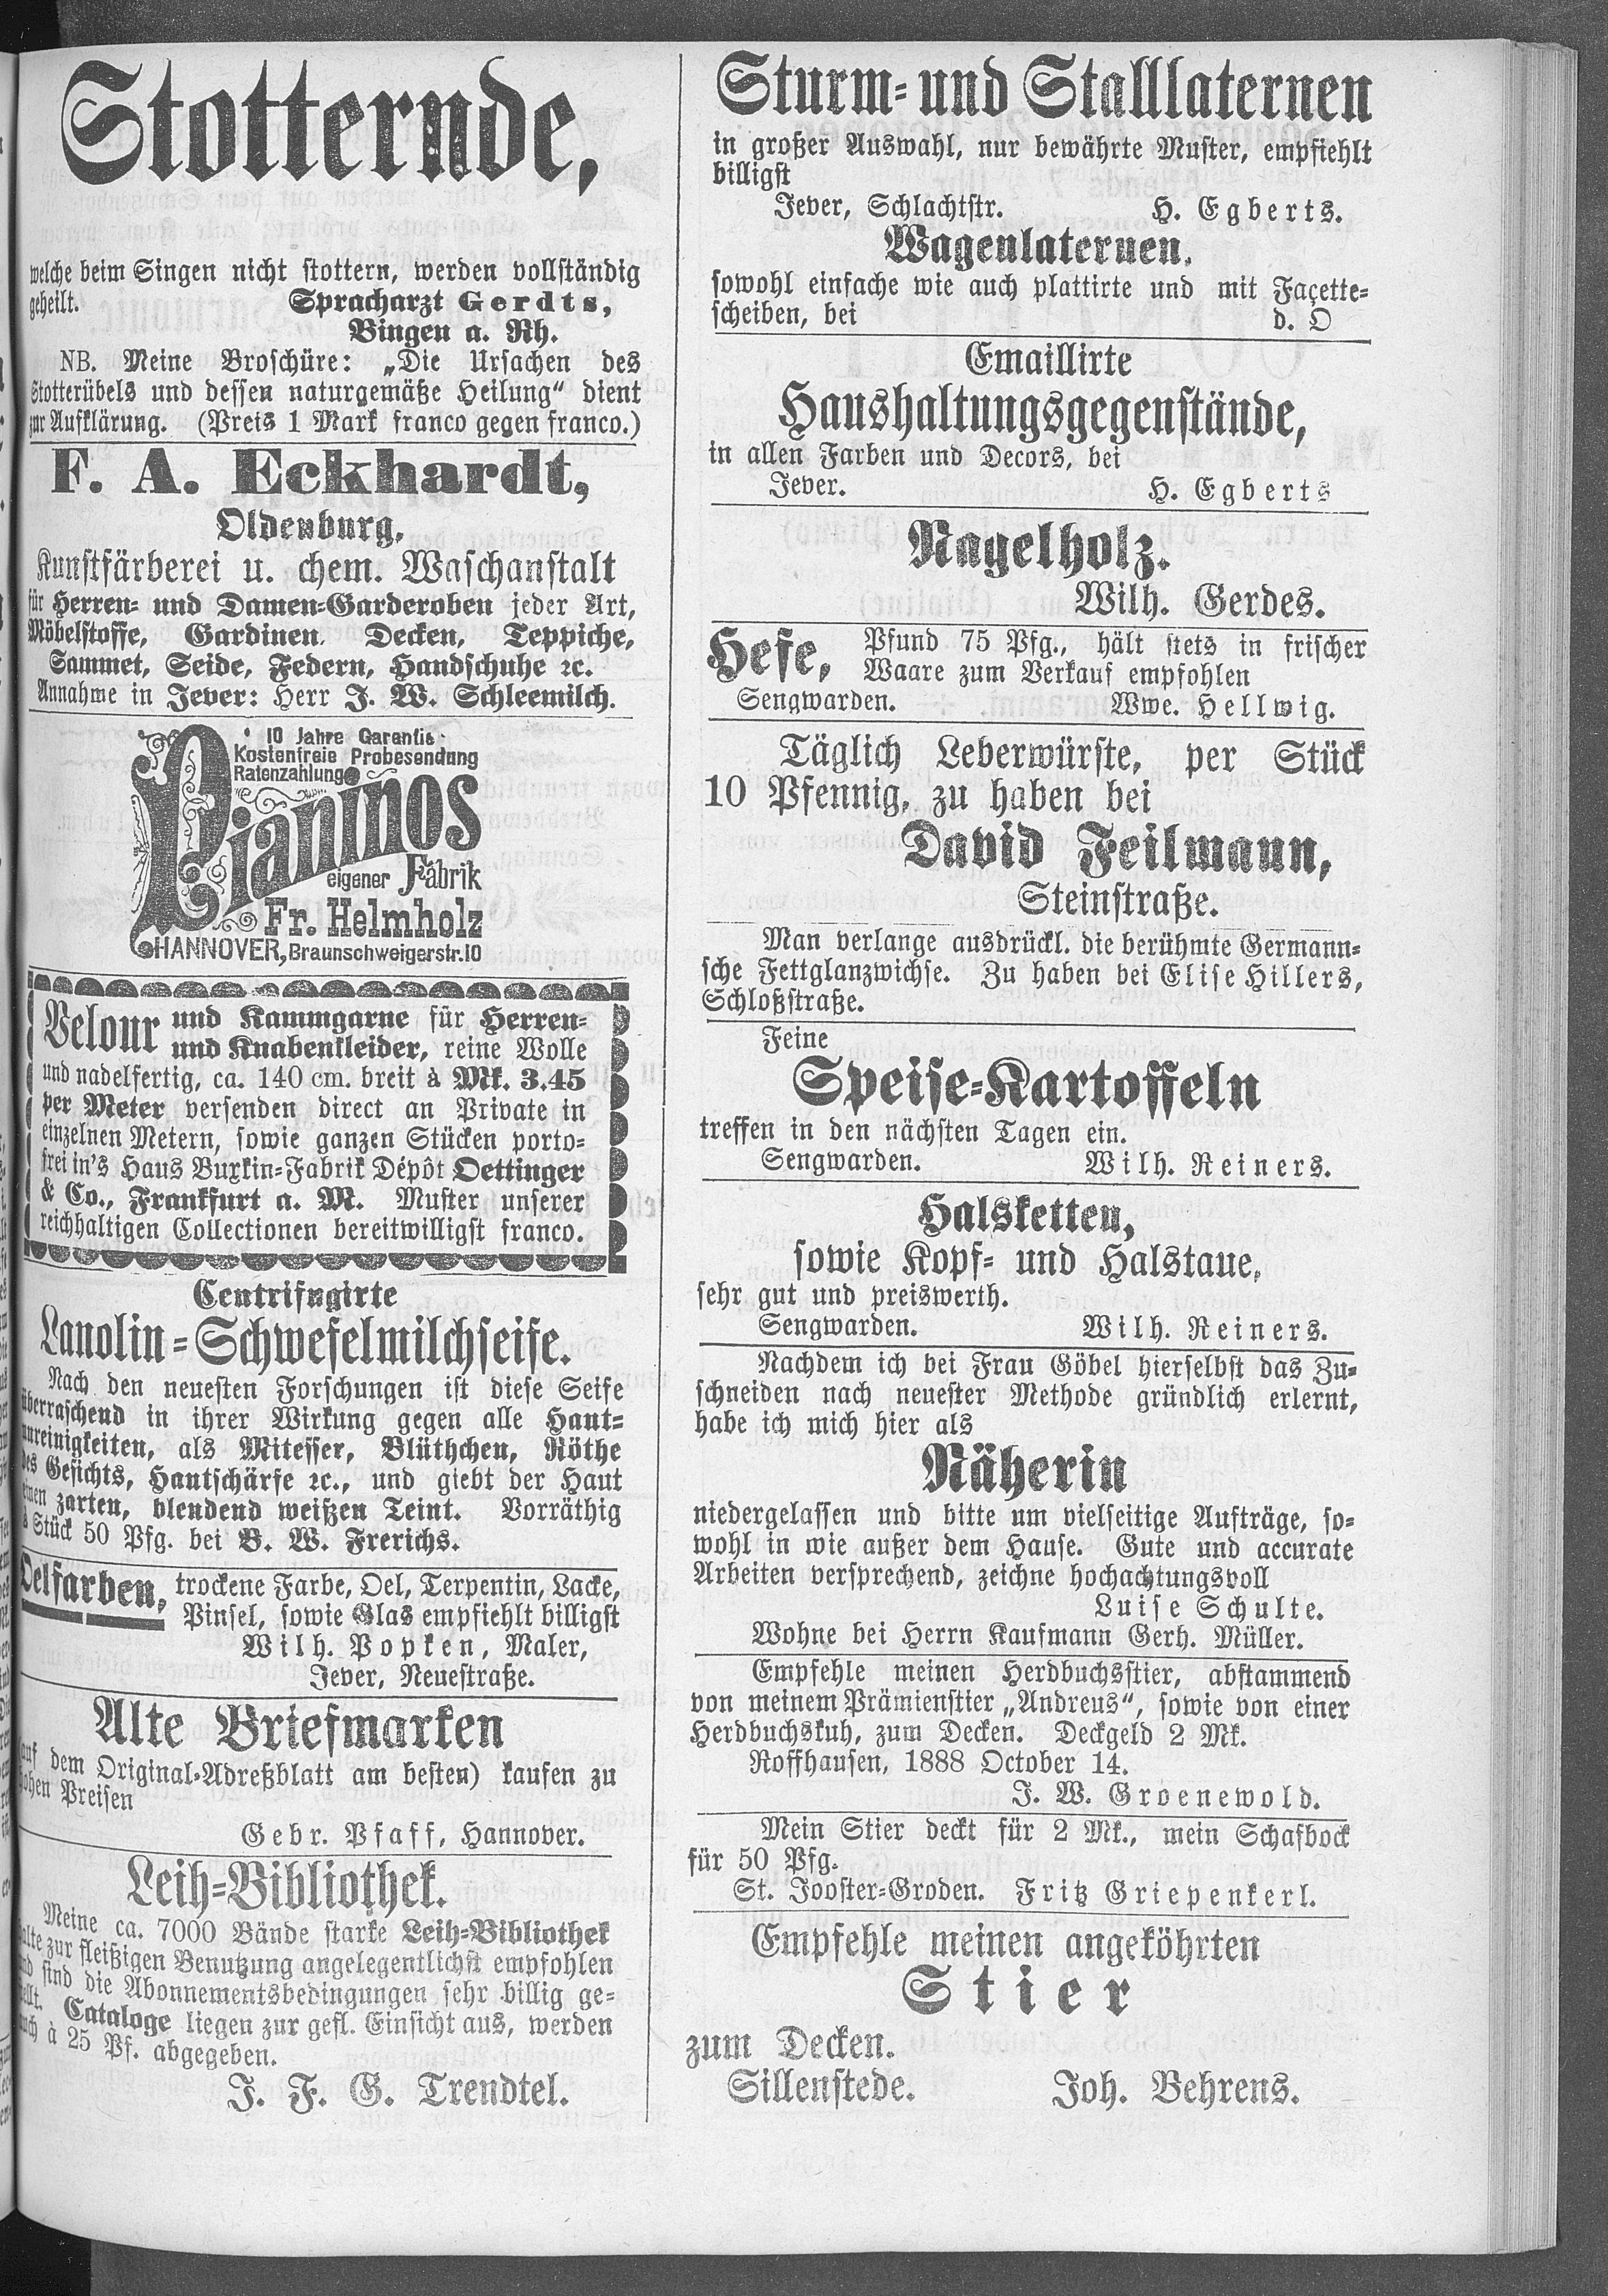 Stotternde,
welche beim Singen nicht stottern, werden vollständig
geheilt. Spracharzt Gerdts,
Bingen a. Rh.
NB. Meine Broschüre: „Die Ursachen des
Stotterübels und dessen naturgemäße Heilung“ dient
zur Aufklärung. (Preis 1 Mark franco gegen franco.)
F. A. Eckhardt,
Oldenburg,
Kunstfärberei u. chem. Waschanstalt
für Herren- und Damen-Garderoben jeder Art,
Möbelstoffe, Gardinen, Decken, Teppiche,
Sammet, Seide, Federn, Handschuhe ꝛc.
Annahme in Jever: Herr J. W. Schleemilch.
10 Jahre Garantie
Kostenfreie Probesendung
Ratenzahlung
Pianinos
eigener Fabrik
Fr. Helmholz
HANNOVER, Braunschweigerstr. 10
Velour und Kammgarne für Herren-
und Knabenkleider, reine Wolle
und nadelfertig, ca. 140 cm. breit à Mk. 3.45
per Meter versenden direct an Private in
einzelnen Metern, sowie ganzen Stücken porto-
frei in's Haus Buxkin-Fabrik Dépôt Oettinger
& Co., Frankfurt a. M. Muster unserer
reichhaltigen Collectionen bereitwilligst franco.
Centrifugirte
Lanolin-Schwefelmilchseife.
Nach den neuesten Forschungen ist diese Seife
überraschend in ihrer Wirkung gegen alle Haut-
unreinigkeiten, als Mitesser, Blüthchen, Röthe
des Gesichts, Hautschärfe ꝛc., und giebt der Haut
einen zarten, blendend weißen Teint. Vorräthig
à Stück 50 Pfg. bei B. W. Frerichs.
Oelfarben, trockene Farbe, Oel, Terpentin, Lacke,
Pinsel, sowie Glas empfiehlt billigst
Wilh. Popken, Maler,
Jever, Neuestraße.
Alte Briefmarken
auf dem Original-Adreßblatt am besten) kaufen zu
hohen Preisen
Gebr. Pfaff, Hannover.
Leih-Bibliothek.
Meine ca. 7000 Bände starke Leih-Bibliothek
halte zur fleißigen Benutzung angelegentlichst empfohlen
und sind die Abonnementsbedingungen sehr billig ge-
stellt. Cataloge liegen zur gefl. Einsicht aus, werden
auch à 25 Pf. abgegeben.
J. F. G. Trendtel.
Sturm- und Stalllaternen
in großer Auswahl, nur bewährte Muster, empfiehlt
billigst
Jever, Schlachtstr. H. Egberts.
Wagenlaternen,
sowohl einfache wie auch plattirte und mit Façette-
scheiben, bei d. O
Emaillirte
Haushaltungsgegenstände,
in allen Farben und Decors, bei
Jever. H. Egberts
Nagelholz.
Wilh. Gerdes.
Hefe, Pfund 75 Pfg., hält stets in frischer
Waare zum Verkauf empfohlen
Sengwarden. Wwe. Hellwig.
Täglich Leberwürste, per Stück
10 Pfennig, zu haben bei
David Feilmann,
Steinstraße.
Man verlange ausdrückl. die berühmte Germann-
sche Fettglanzwichse. Zu haben bei Elise Hillers,
Schloßstraße.
Feine
Speise-Kartoffeln
treffen in den nächsten Tagen ein.
Sengwarden. Wilh. Reiners.
Halsketten,
sowie Kopf- und Halstaue,
sehr gut und preiswerth.
Sengwarden. Wilh. Reiners.
Nachdem ich bei Frau Göbel hierselbst das Zu-
schneiden nach neuester Methode gründlich erlernt,
habe ich mich hier als
Näherin
niedergelassen und bitte um vielseitige Aufträge, so-
wohl in wie außer dem Hause. Gute und accurate
Arbeiten versprechend, zeichne hochachtungsvoll
Luise Schulte.
Wohne bei Herrn Kaufmann Gerh. Müller.
Empfehle meinen Herdbuchsstier, abstammend
von meinem Prämienstier „Andreus“, sowie von einer
Herdbuchskuh, zum Decken. Deckgeld 2 Mk.
Roffhausen, 1888 October 14.
J. W. Groenewold.
Mein Stier deckt für 2 Mk., mein Schafbock
für 50 Pfg.
St. Jooster-Groden. Fritz Griepenkerl.
Empfehle meinen angeköhrten
Stier
zum Decken.
Sillenstede. Joh. Behrens.